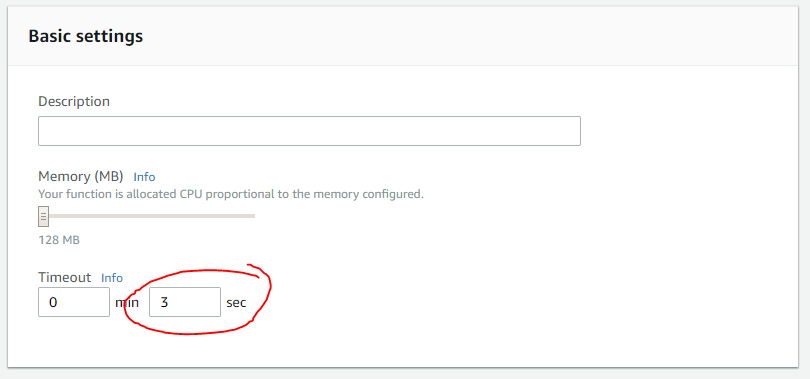 Basic settings
Description
Memory (MB) Info
Your function is allocated CPU proportional to the memory configured.
128 MB
Timeout Info
0 min 3 sec